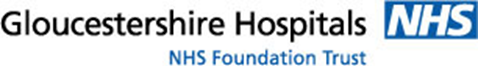 Gloucestershire Hospitals NHS
NHS Foundation Trust